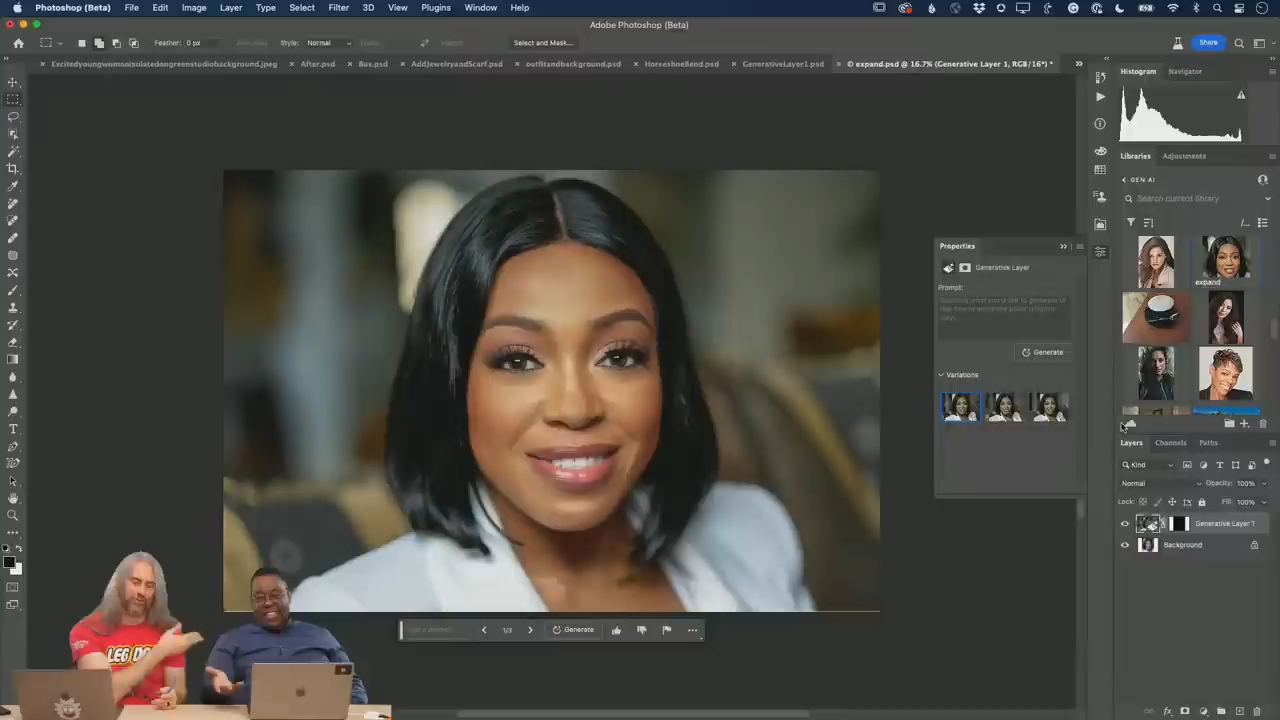 Photoshop (Beta) File Edit Image Layer Type Select Filter 3D View Plugins Window Help
Adobe Photoshop (Beta)
Feather: 0 px Style: Normal Select and Mask... Share
Excitedyoungwomanisolatedongreenstudiobackground.jpeg × After.psd × Bus.psd × AddJewelryandScarf.psd × outfitandbackground.psd × HorseshoeBend.psd × GenerativeLayer1.psd × © expand.psd @ 16.7% (Generative Layer 1, RGB/16*) *
Histogram Navigator
Libraries Adjustments
GEN AI
Search current library
expand
Properties
Generative Layer
Prompt:
Generate
Variations
Layers Channels Paths
Kind
Normal Opacity: 100%
Lock: Fill: 100%
Generative Layer 1
Background
1/3 Generate
LEG DO